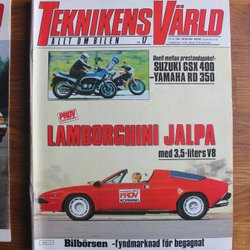 TEKNIKENS VÄRLD
ALLT OM BILEN
17
Duell mellan prestandapaket:
SUZUKI GSX 400
-YAMAHA RD 350
PROV
LAMBORGHINI JALPA
med 3,5-liters V8
PROV
KÖRNING
Bilbörsen -fyndmarknad för begagnat